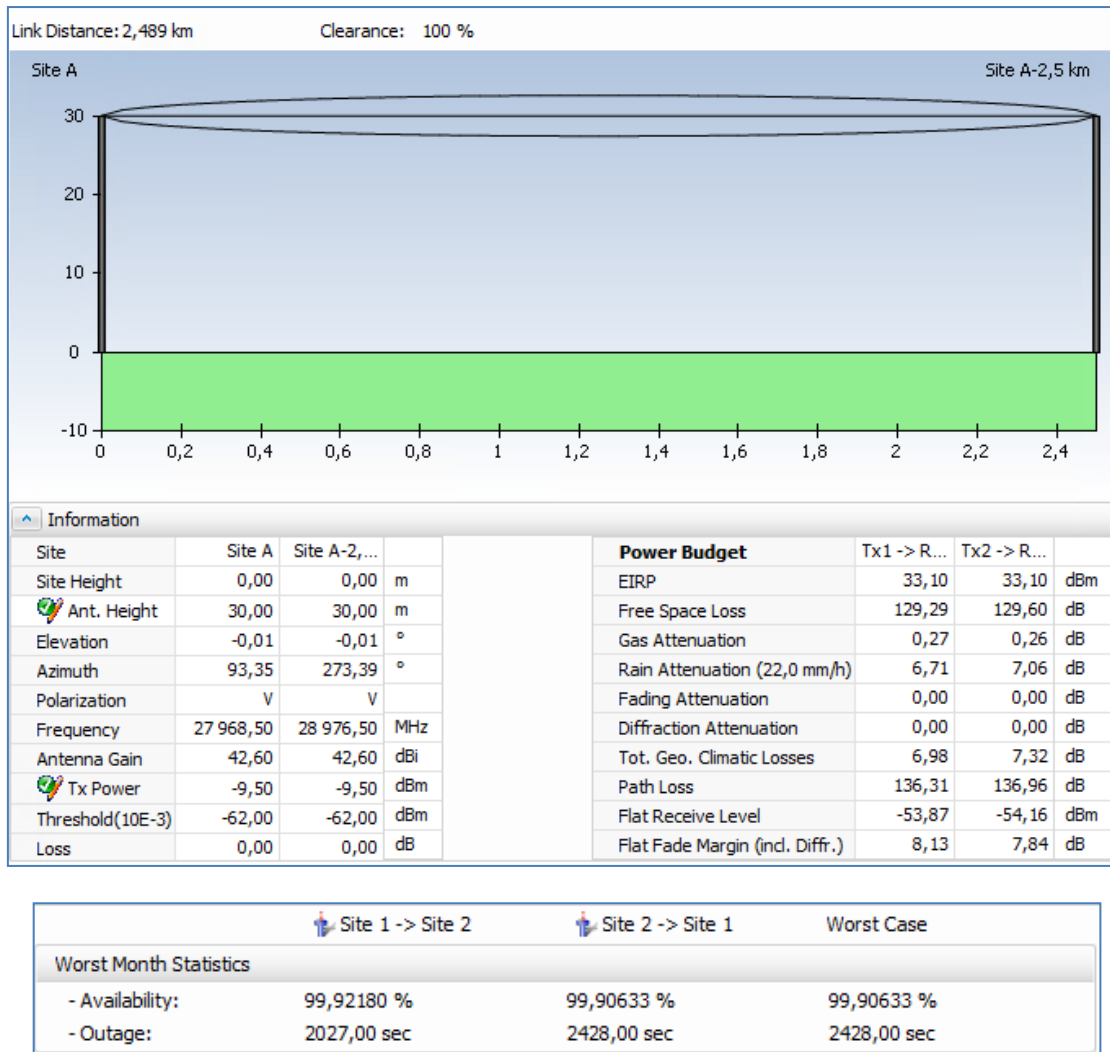 Link Distance: 2,489 km Clearance: 100 %
Site A Site A-2,5 km
30
20
10
0
-10
0 0,2 0,4 0,6 0,8 1 1,2 1,4 1,6 1,8 2 2,2 2,4
Information
Site Site A Site A-2,...
Site Height 0,00 0,00 m
Ant. Height 30,00 30,00 m
Elevation -0,01 -0,01 °
Azimuth 93,35 273,39 °
Polarization V V
Frequency 27 968,50 28 976,50 MHz
Antenna Gain 42,60 42,60 dBi
Tx Power -9,50 -9,50 dBm
Threshold(10E-3) -62,00 -62,00 dBm
Loss 0,00 0,00 dB
Power Budget Tx1 -> R... Tx2 -> R...
EIRP 33,10 33,10 dBm
Free Space Loss 129,29 129,60 dB
Gas Attenuation 0,27 0,26 dB
Rain Attenuation (22,0 mm/h) 6,71 7,06 dB
Fading Attenuation 0,00 0,00 dB
Diffraction Attenuation 0,00 0,00 dB
Tot. Geo. Climatic Losses 6,98 7,32 dB
Path Loss 136,31 136,96 dB
Flat Receive Level -53,87 -54,16 dBm
Flat Fade Margin (incl. Diffr.) 8,13 7,84 dB
Site 1 -> Site 2 Site 2 -> Site 1 Worst Case
Worst Month Statistics
- Availability: 99,92180 % 99,90633 % 99,90633 %
- Outage: 2027,00 sec 2428,00 sec 2428,00 sec